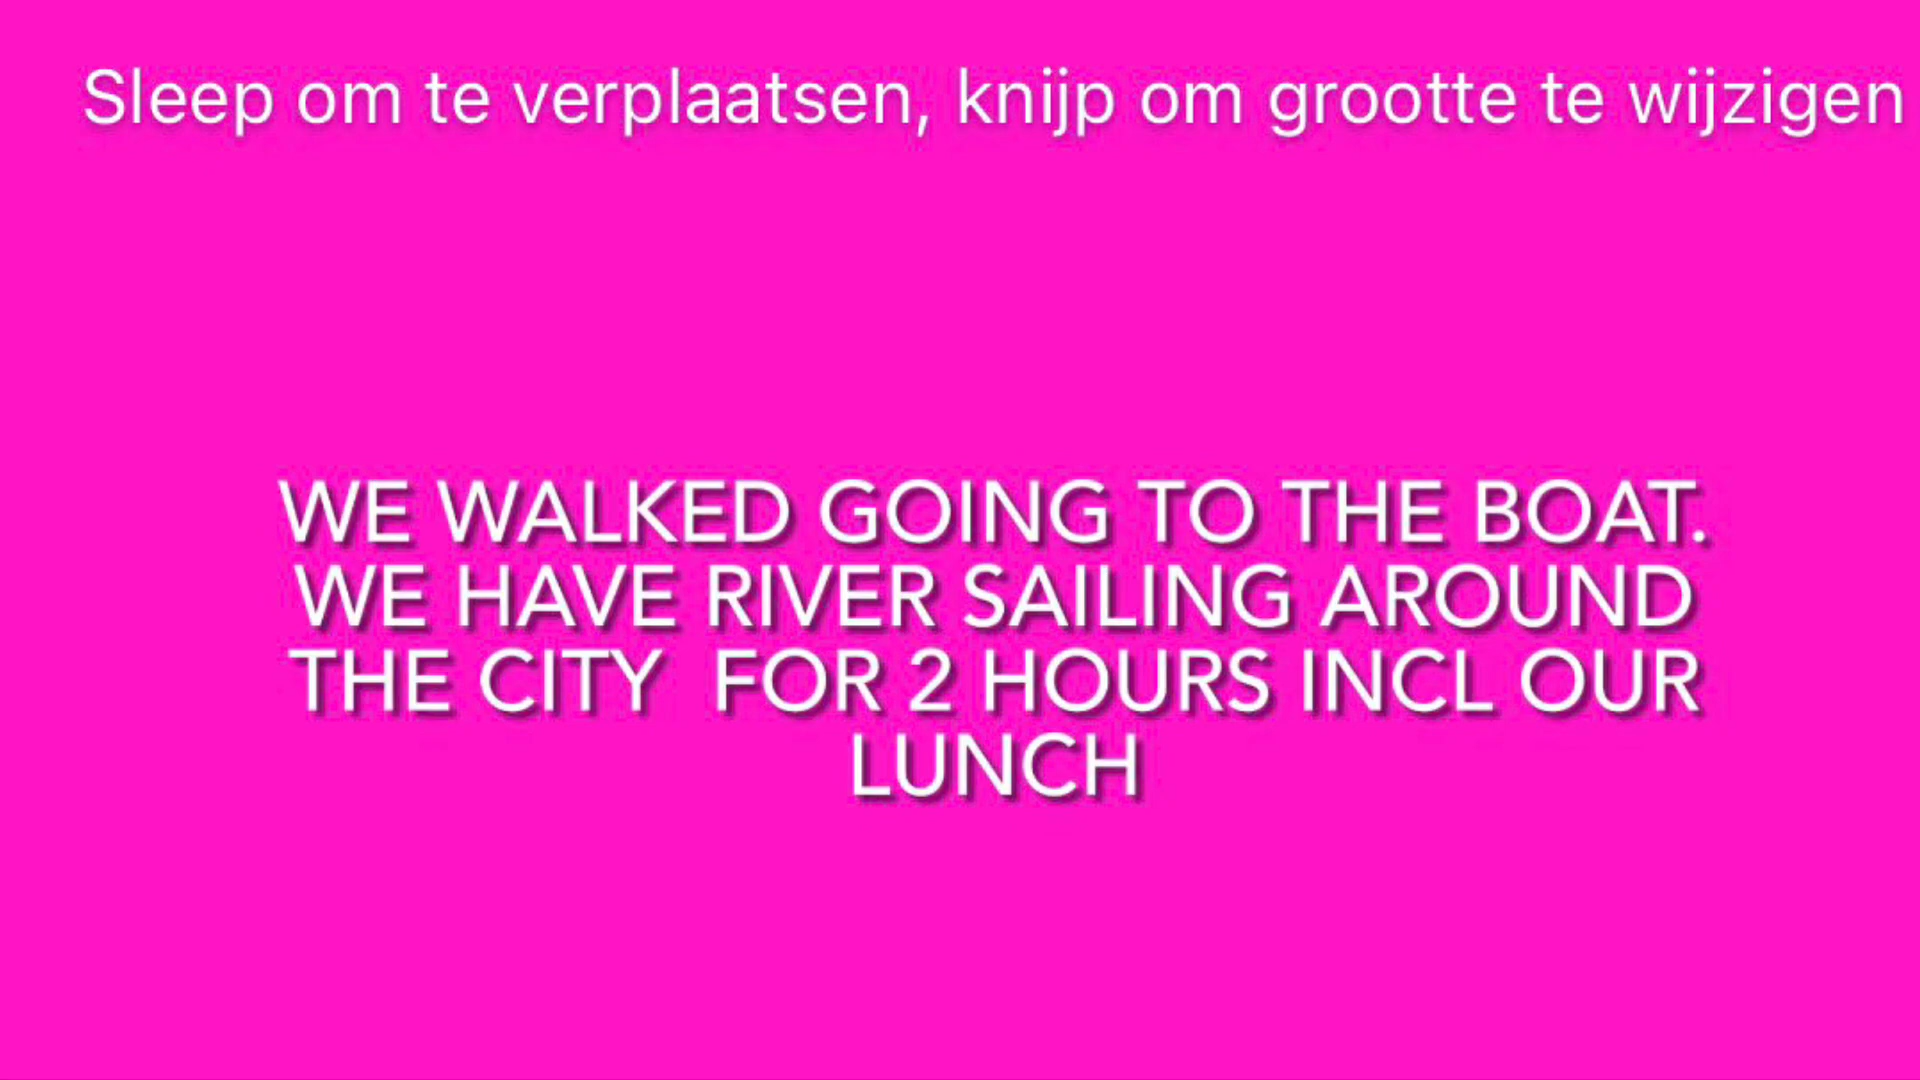 Sleep om te verplaatsen, knijp om grootte te wijzigen
WE WALKED GOING TO THE BOAT.
WE HAVE RIVER SAILING AROUND
THE CITY  FOR 2 HOURS INCL OUR
LUNCH